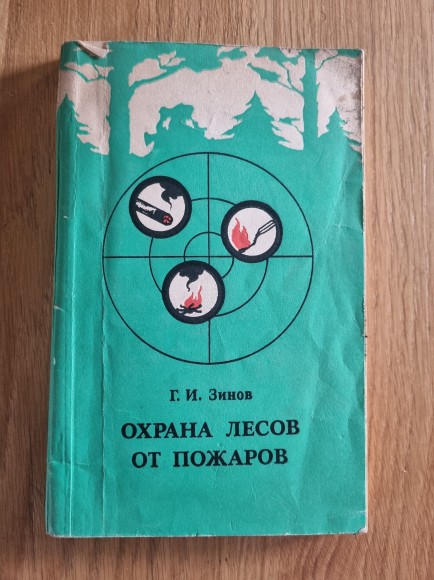 Г. И. Зинов
ОХРАНА ЛЕСОВ
ОТ ПОЖАРОВ